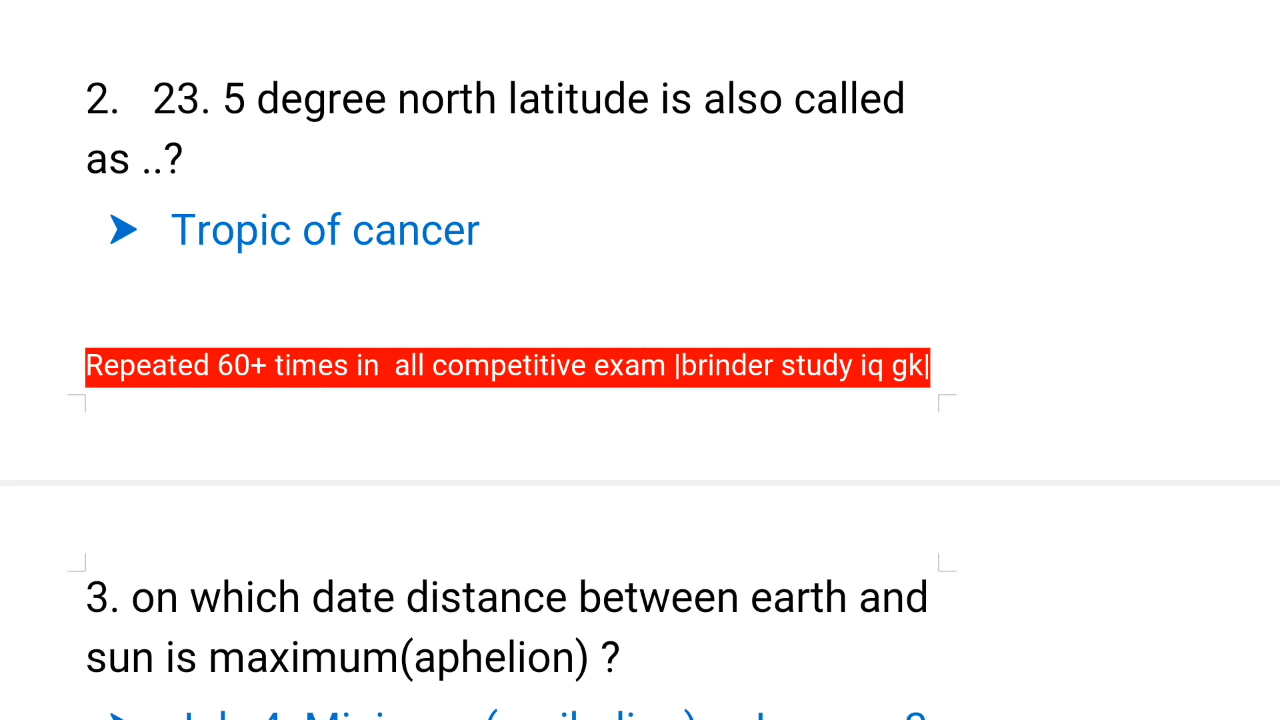 2. 23. 5 degree north latitude is also called
as ..?
➤ Tropic of cancer
Repeated 60+ times in all competitive exam |brinder study iq gk|
3. on which date distance between earth and
sun is maximum(aphelion) ?